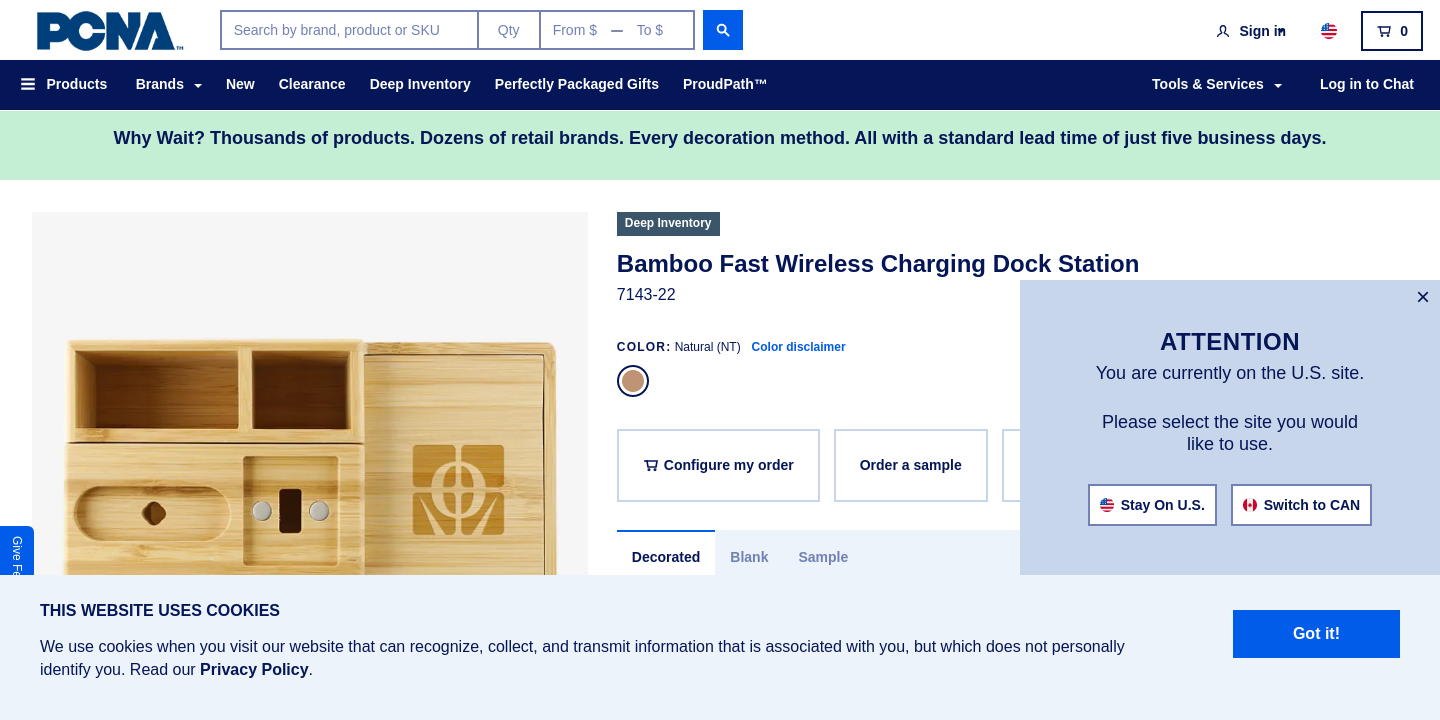 PCNA™
Search by brand, product or SKU
Qty
From $ — To $
Sign in
0
Products
Brands
New
Clearance
Deep Inventory
Perfectly Packaged Gifts
ProudPath™
Tools & Services
Log in to Chat
Why Wait? Thousands of products. Dozens of retail brands. Every decoration method. All with a standard lead time of just five business days.
Deep Inventory
Bamboo Fast Wireless Charging Dock Station
7143-22
COLOR: Natural (NT) Color disclaimer
Configure my order
Order a sample
Decorated
Blank
Sample
×
ATTENTION
You are currently on the U.S. site.
Please select the site you would
like to use.
Stay On U.S.
Switch to CAN
Give
THIS WEBSITE USES COOKIES
We use cookies when you visit our website that can recognize, collect, and transmit information that is associated with you, but which does not personally
identify you. Read our Privacy Policy.
Got it!